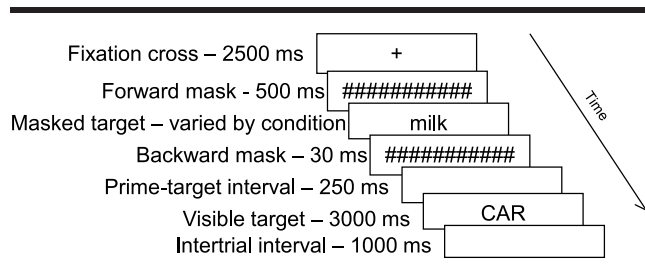 Fixation cross – 2500 ms +
Forward mask - 500 ms ###########
Masked target – varied by condition milk
Backward mask – 30 ms ###########
Prime-target interval – 250 ms
Visible target – 3000 ms CAR
Intertrial interval – 1000 ms
Time